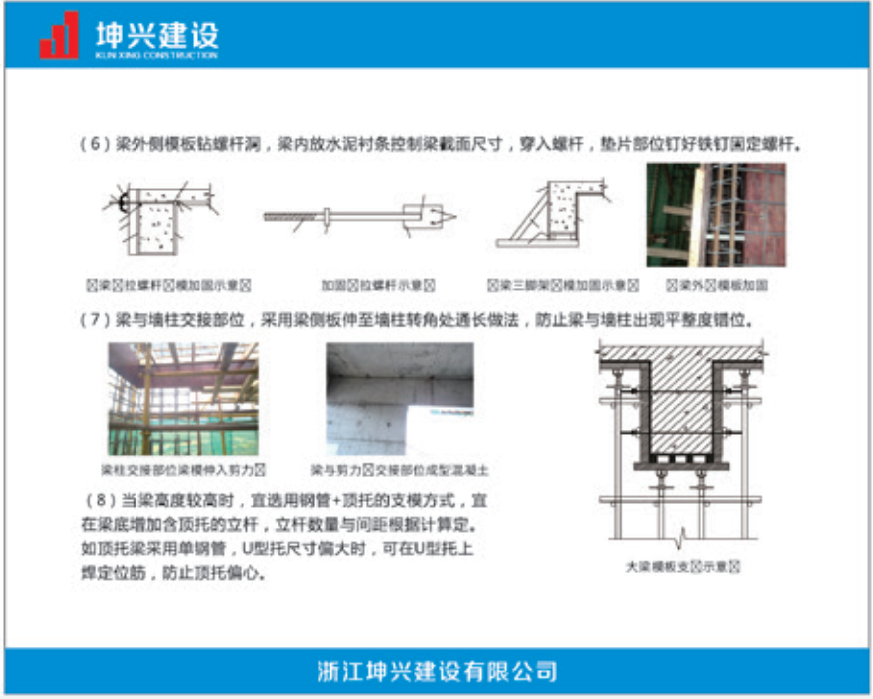 坤兴建设
KUN XING CONSTRUCTION
（6）梁外侧模板钻螺杆洞，梁内放水泥衬条控制梁截面尺寸，穿入螺杆，垫片部位钉好铁钉固定螺杆。
☒梁☒拉螺杆☒模加固示意☒
加固☒拉螺杆示意☒
☒梁三脚架☒模加固示意☒
☒梁外☒模板加固
（7）梁与墙柱交接部位，采用梁侧板伸至墙柱转角处通长做法，防止梁与墙柱出现平整度错位。
梁柱交接部位梁模伸入剪力☒
梁与剪力☒交接部位成型混凝土
（8）当梁高度较高时，宜选用钢管+顶托的支模方式，宜
在梁底增加含顶托的立杆，立杆数量与间距根据计算定。
如顶托梁采用单钢管，U型托尺寸偏大时，可在U型托上
焊定位筋，防止顶托偏心。
大梁模板支☒示意☒
浙江坤兴建设有限公司